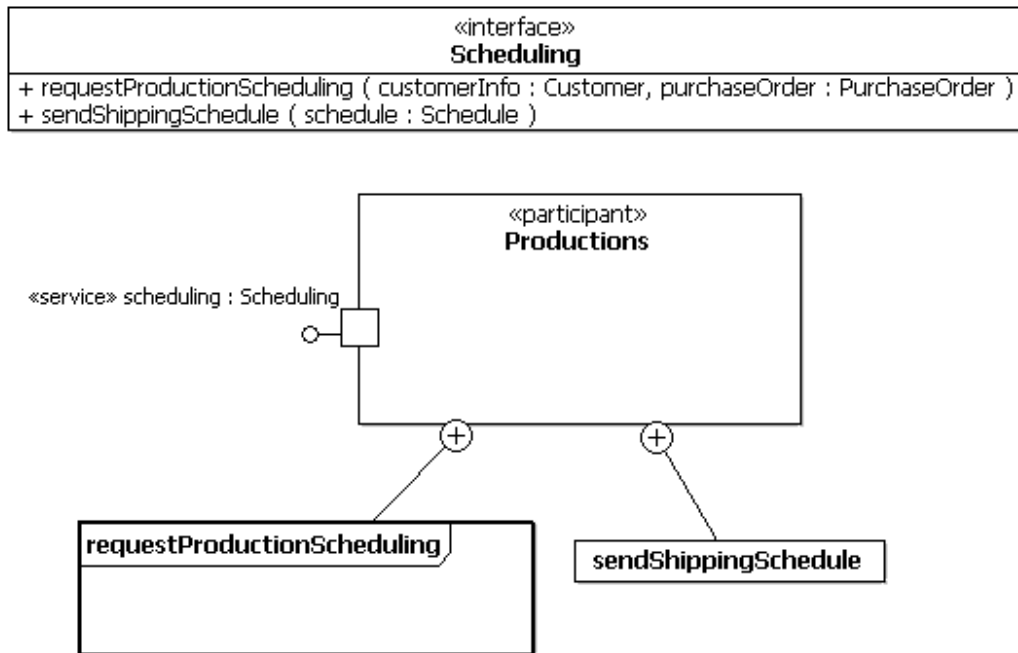 «interface»
Scheduling
+ requestProductionScheduling ( customerInfo : Customer, purchaseOrder : PurchaseOrder )
+ sendShippingSchedule ( schedule : Schedule )
«participant»
Productions
«service» scheduling : Scheduling
requestProductionScheduling
sendShippingSchedule